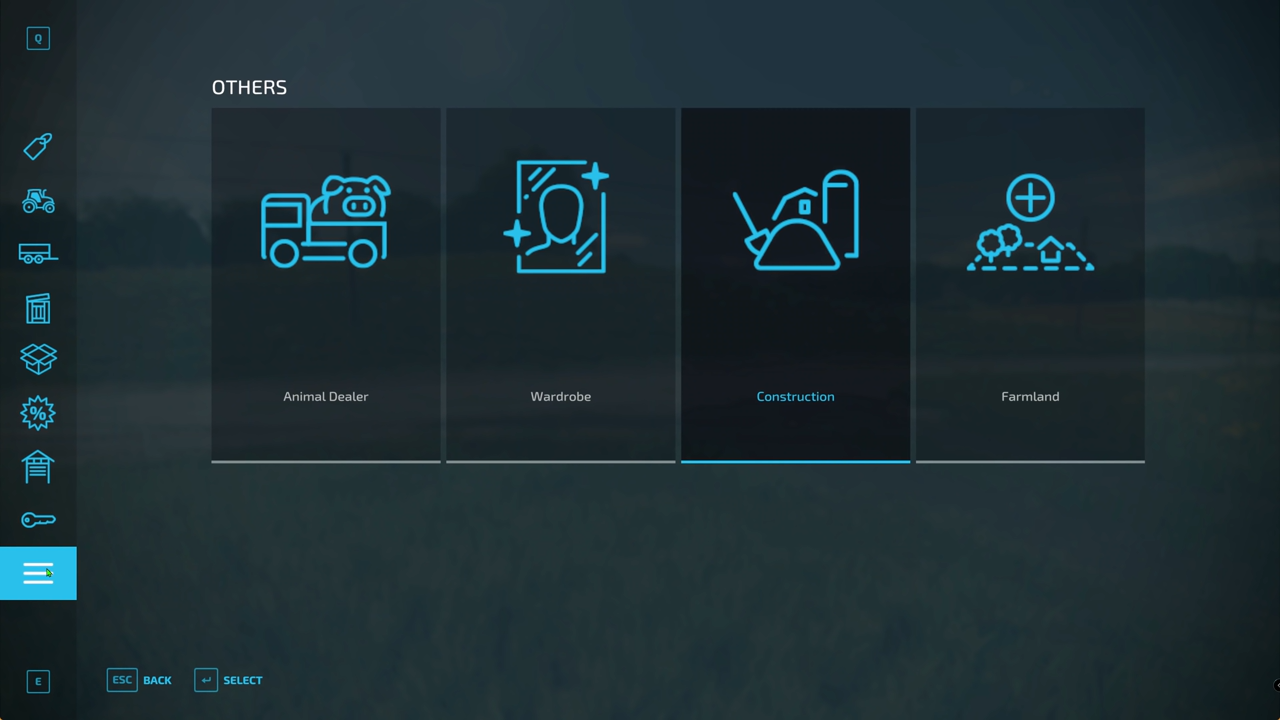 Q
OTHERS
%
Animal Dealer
Wardrobe
Construction
Farmland
E
ESC BACK
↵ SELECT